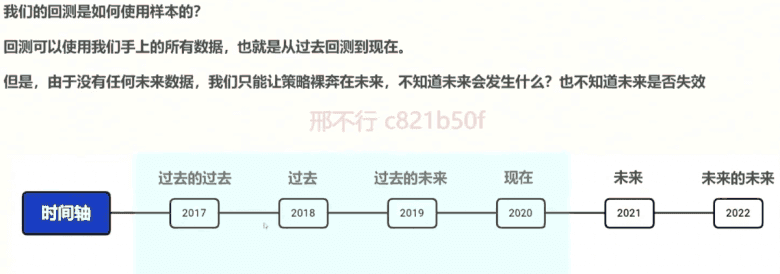 我们的回测是如何使用样本的？
回测可以使用我们手上的所有数据，也就是从过去回测到现在。
但是，由于没有任何未来数据，我们只能让策略裸奔在未来，不知道未来会发生什么？也不知道未来是否失效
邢不行 c821b50f
过去的过去 过去 过去的未来 现在 未来 未来的未来
时间轴 2017 2018 2019 2020 2021 2022